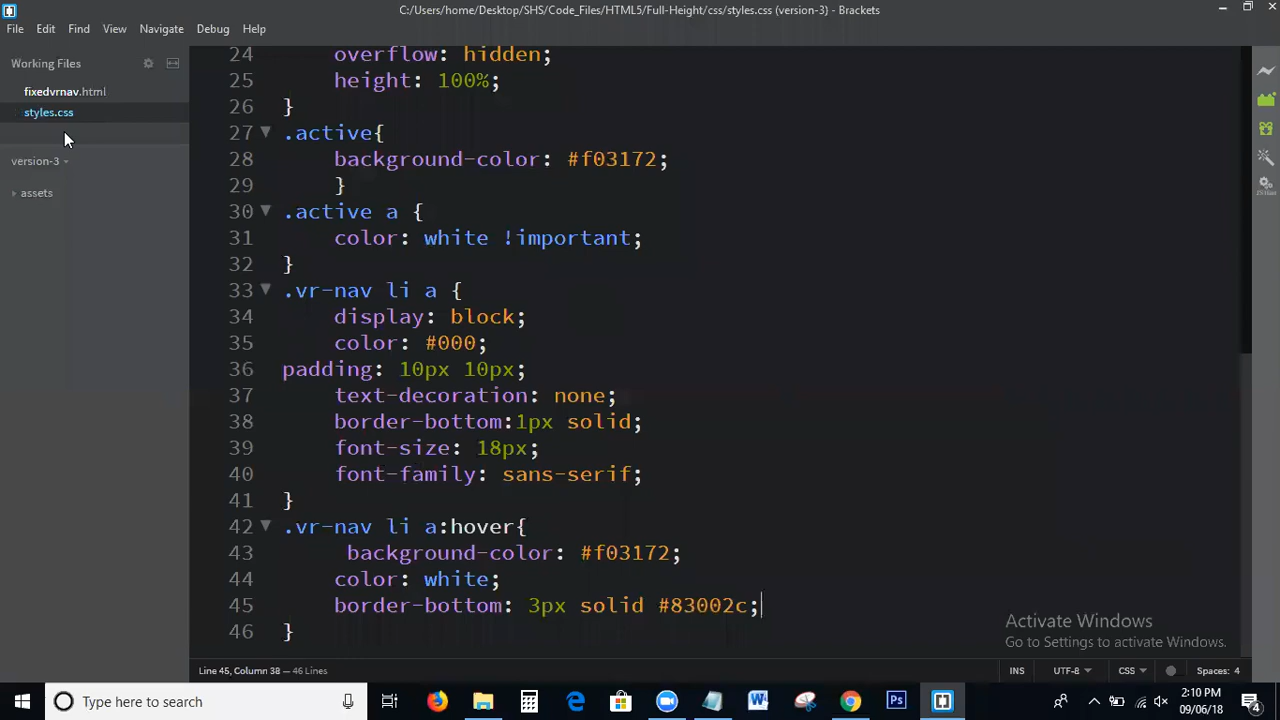 C:/Users/home/Desktop/SHS/Code_Files/HTML5/Full-Height/css/styles.css (version-3) - Brackets
File Edit Find View Navigate Debug Help
Working Files
fixedvrnav.html
styles.css
version-3
assets
24 overflow: hidden;
25 height: 100%;
26 }
27 .active{
28 background-color: #f03172;
29 }
30 .active a {
31 color: white !important;
32 }
33 .vr-nav li a {
34 display: block;
35 color: #000;
36 padding: 10px 10px;
37 text-decoration: none;
38 border-bottom:1px solid;
39 font-size: 18px;
40 font-family: sans-serif;
41 }
42 .vr-nav li a:hover{
43 background-color: #f03172;
44 color: white;
45 border-bottom: 3px solid #83002c;
46 }
Activate Windows
Go to Settings to activate Windows.
Line 45, Column 38 — 46 Lines
INS UTF-8 CSS Spaces: 4
Type here to search
Ps
2:10 PM
09/06/18
4